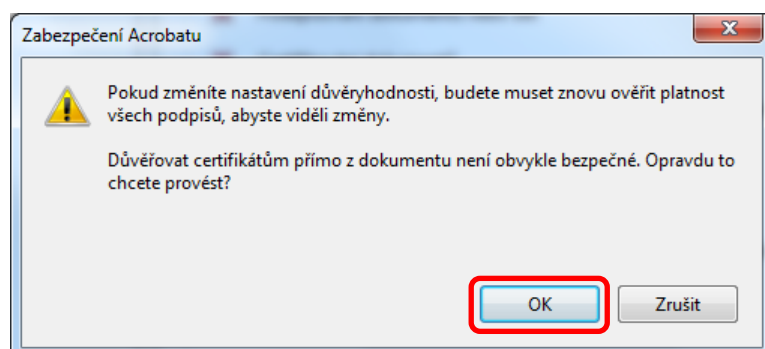 Zabezpečení Acrobatu
Pokud změníte nastavení důvěryhodnosti, budete muset znovu ověřit platnost
všech podpisů, abyste viděli změny.
Důvěřovat certifikátům přímo z dokumentu není obvykle bezpečné. Opravdu to
chcete provést?
OK
Zrušit